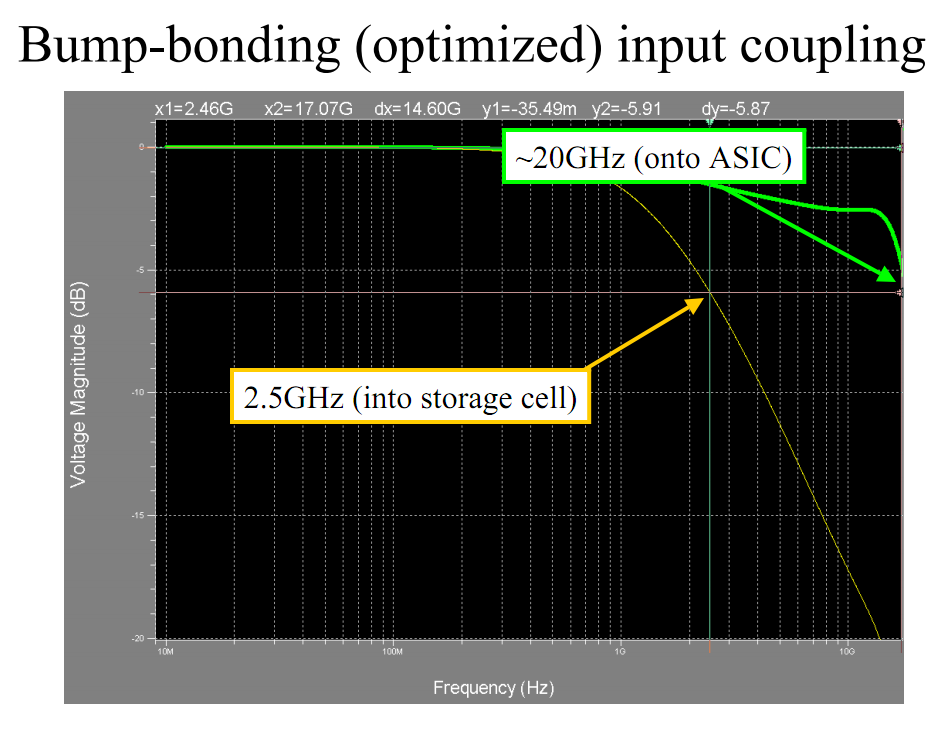 Bump-bonding (optimized) input coupling
x1=2.46G x2=17.07G dx=14.60G y1=-35.49m y2=-5.91 dy=-5.87
0
~20GHz (onto ASIC)
-5
2.5GHz (into storage cell)
-10
Voltage Magnitude (dB)
-15
-20
10M 100M 1G 10G
Frequency (Hz)